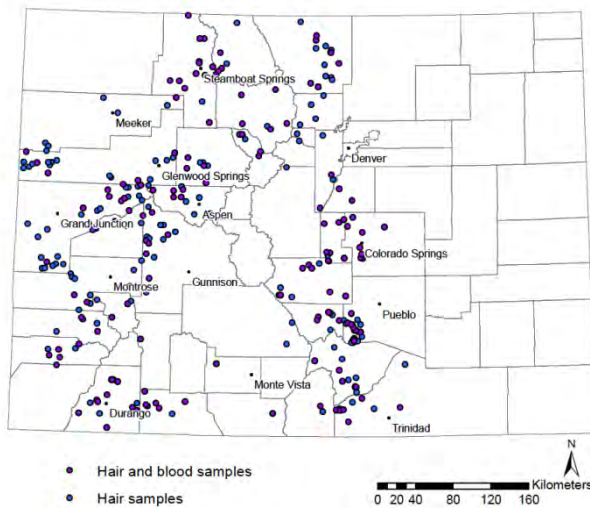 Steamboat Springs
Meeker
Denver
Glenwood Springs
Aspen
Grand Junction
Colorado Springs
Gunnison
Montrose
Pueblo
Monte Vista
Durango
Trinidad
N
Hair and blood samples
Kilometers
Hair samples
0 20 40 80 120 160